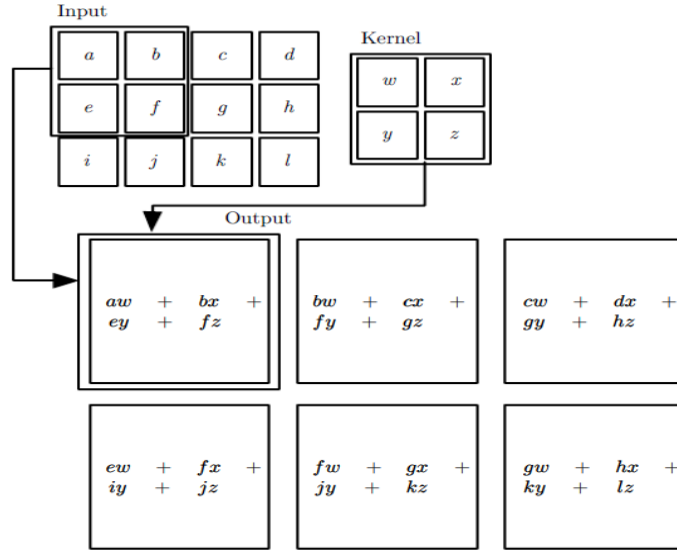 Input
Kernel
a b c d
w x
e f g h
y z
i j k l
Output
aw + bx +
ey + fz
bw + cx +
fy + gz
cw + dx +
gy + hz
ew + fx +
iy + jz
fw + gx +
jy + kz
gw + hx +
ky + lz